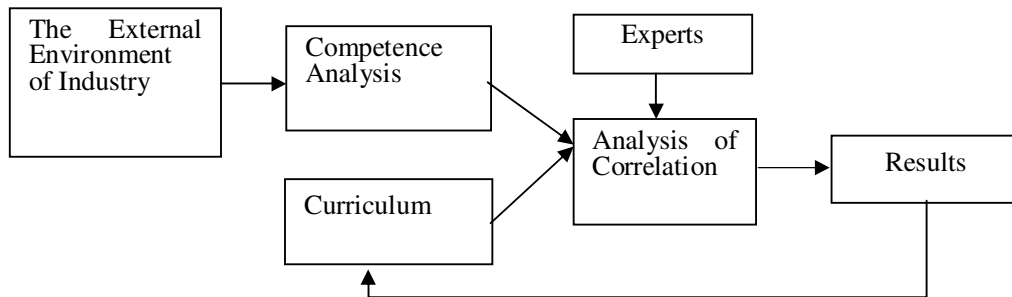 The External
Environment
of Industry
Competence
Analysis
Experts
Analysis of
Correlation
Results
Curriculum